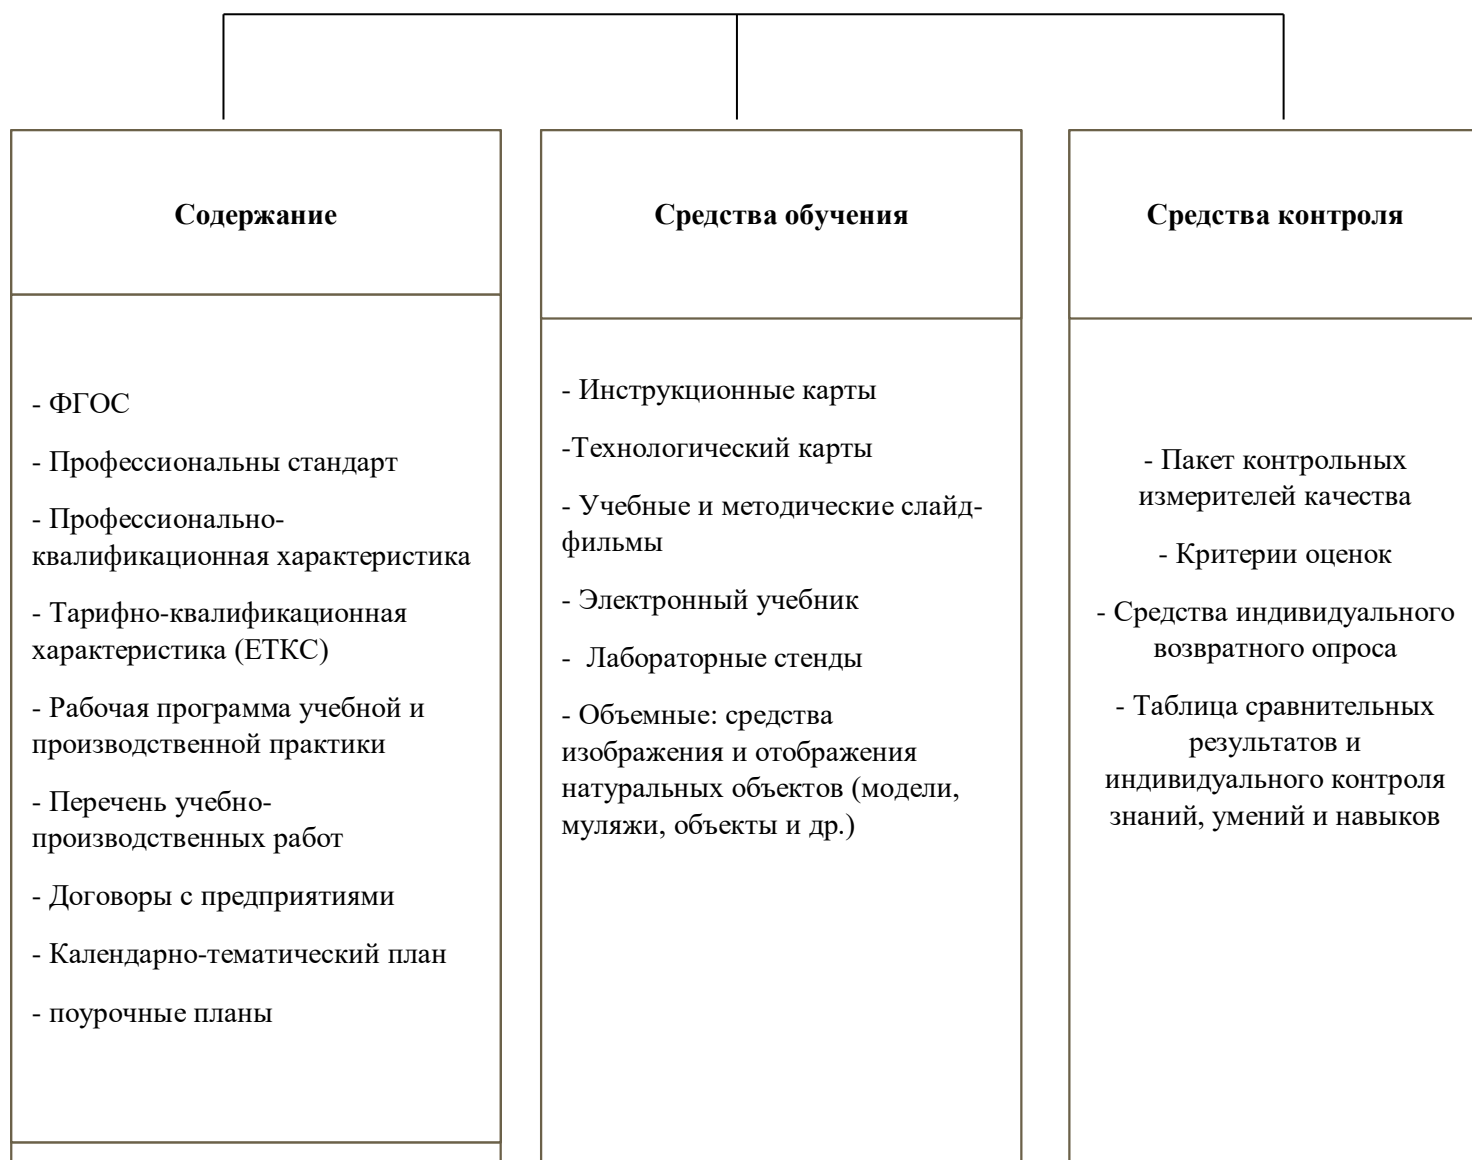 Содержание
- ФГОС
- Профессиональны стандарт
- Профессионально-
квалификационная характеристика
- Тарифно-квалификационная
характеристика (ЕТКС)
- Рабочая программа учебной и
производственной практики
- Перечень учебно-
производственных работ
- Договоры с предприятиями
- Календарно-тематический план
- поурочные планы
Средства обучения
- Инструкционные карты
-Технологический карты
- Учебные и методические слайд-
фильмы
- Электронный учебник
- Лабораторные стенды
- Объемные: средства
изображения и отображения
натуральных объектов (модели,
муляжи, объекты и др.)
Средства контроля
- Пакет контрольных
измерителей качества
- Критерии оценок
- Средства индивидуального
возвратного опроса
- Таблица сравнительных
результатов и
индивидуального контроля
знаний, умений и навыков